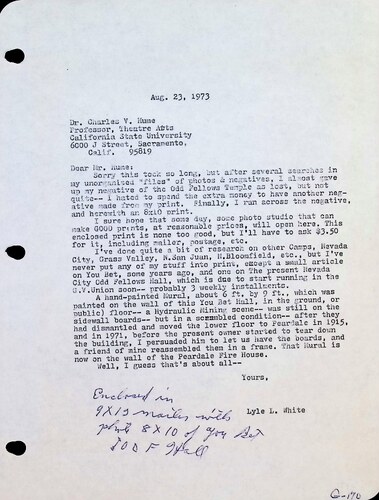 Aug. 23, 1973
Dr. Charles V. Hume
Professor, Theatre Arts
California State University
6000 J Street, Sacramento,
Calif. 95819
Dear Mr. Hume:
Sorry this took so long, but after several searches in
my unorganised "files" of photos & negatives, I almost gave
up my negative of the Odd Fellows Temple as lost, but not
quite-- I hated to spend the extra money to have another neg-
ative made from my print. Finally, I ran across the negative,
and herewith an 8x10 print.
I sure hope that some day, some photo studio that can
make GOOD prints, at reasonable prices, will open here. This
enclosed print is none too good, but I'll have to ask $3.50
for it, including mailer, postage, etc.
I've done quite a bit of research on other Camps, Nevada
City, Grass Valley, N.San Juan, N.Bloomfield, etc., but I've
never put any of my stuff into print, except a small article
on You Bet, some years ago, and one on the present Nevada
City Odd Fellows Hall, which is due to start running in the
G.V.Union soon-- probably 3 weekly installments.
A hand-painted Mural, about 6 ft. by 9 ft., which was
painted on the wall of this You Bet Hall, in the ground, (or
public) floor-- a Hydraulic Mining scene-- was still on the
sidewall boards-- but in a scrambled condition-- after they
had dismantled and moved the lower floor to Peardale in 1915,
and in 1971, before the present owner started to tear down
the building, I persuaded him to let us have the boards, and
a friend of mine reassembled them in a frame. That Mural is
now on the wall of the Peardale Fire House.
Well, I guess that's about all--
Yours,
Lyle L. White
Enclosed in
9X13 mailer with
photo 8X10 of You Bet
IOOF Hall
G-170